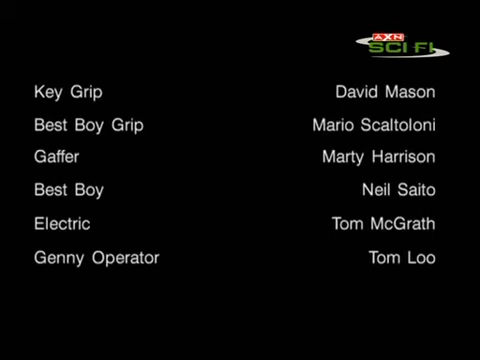 AXN
SCI FI
Key Grip David Mason
Best Boy Grip Mario Scaltoloni
Gaffer Marty Harrison
Best Boy Neil Saito
Electric Tom McGrath
Genny Operator Tom Loo